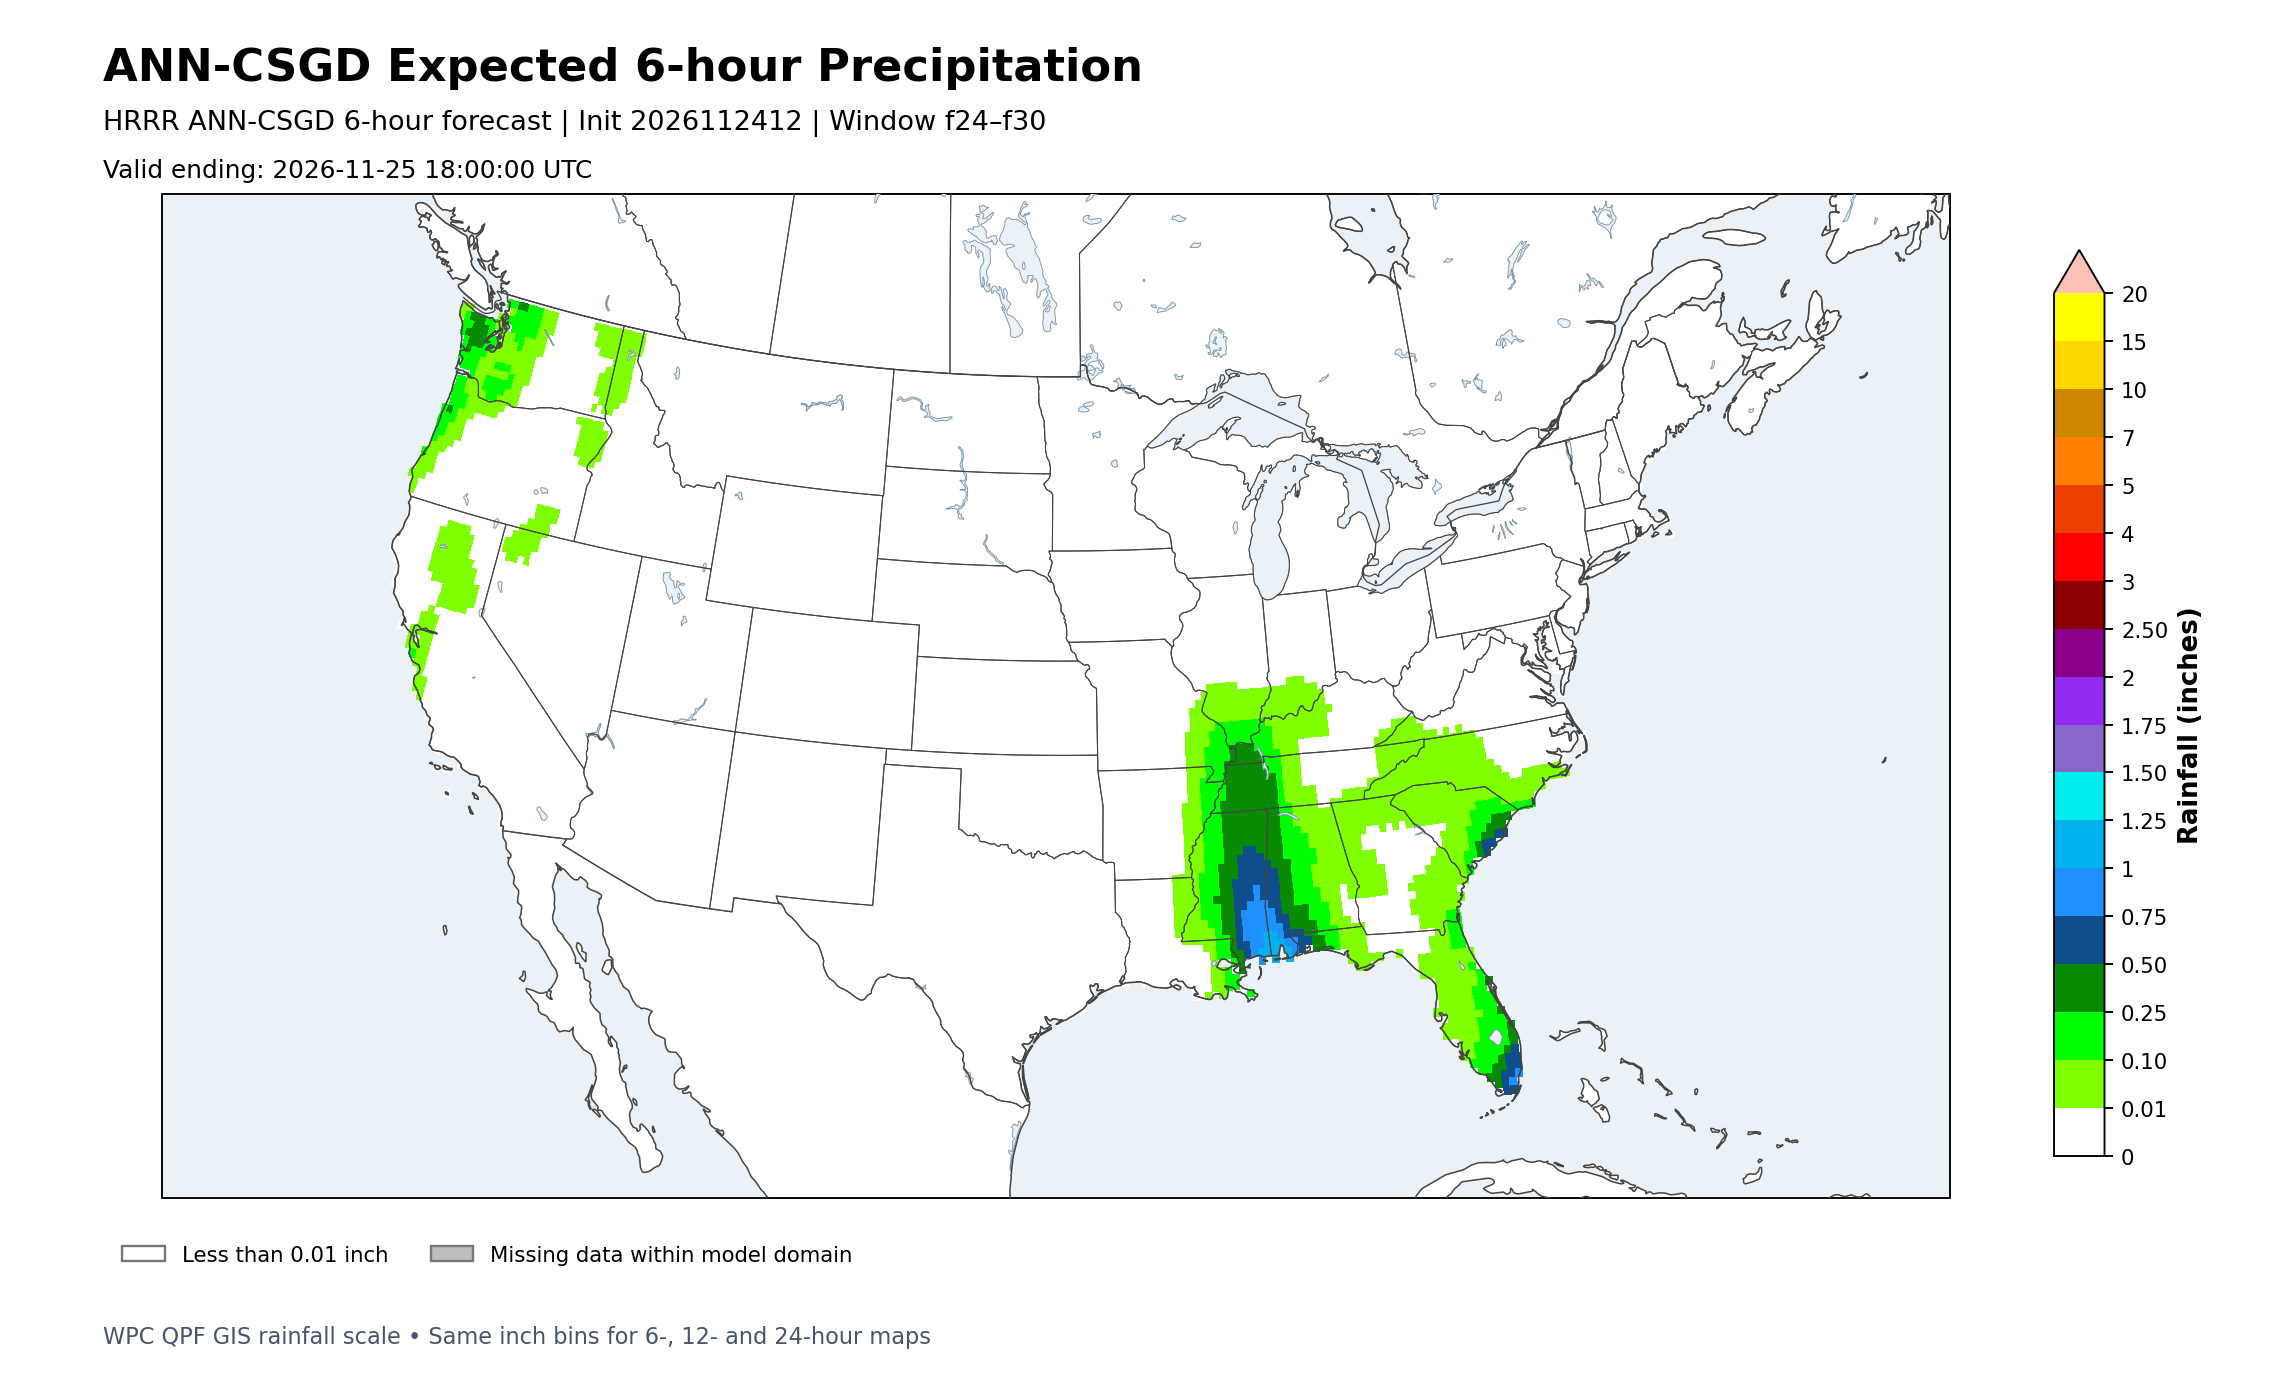 ANN-CSGD Expected 6-hour Precipitation
HRRR ANN-CSGD 6-hour forecast | Init 2026112412 | Window f24–f30
Valid ending: 2026-11-25 18:00:00 UTC
20
15
10
7
5
4
3
2.50
2
1.75
1.50
1.25
1
0.75
0.50
0.25
0.10
0.01
0
Rainfall (inches)
Less than 0.01 inch
Missing data within model domain
WPC QPF GIS rainfall scale • Same inch bins for 6-, 12- and 24-hour maps